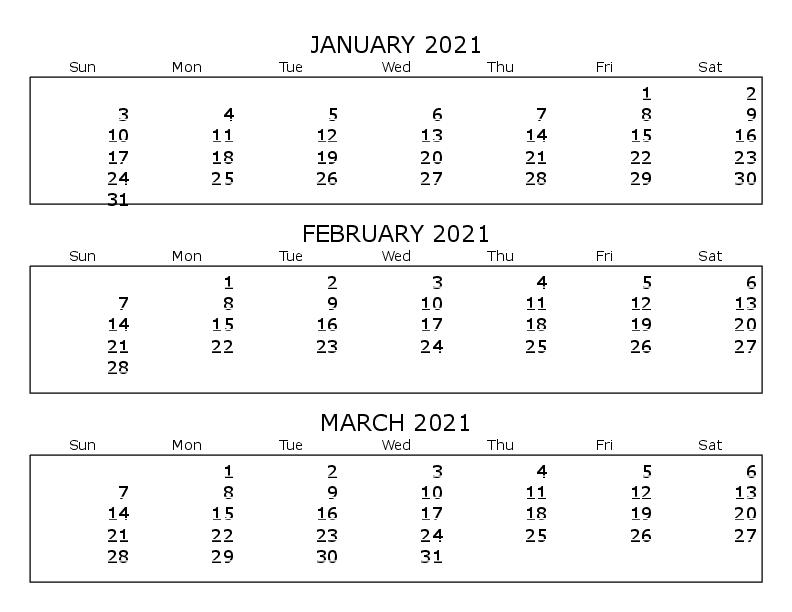 JANUARY 2021
Sun Mon Tue Wed Thu Fri Sat
1 2
3 4 5 6 7 8 9
10 11 12 13 14 15 16
17 18 19 20 21 22 23
24 25 26 27 28 29 30
31
FEBRUARY 2021
Sun Mon Tue Wed Thu Fri Sat
1 2 3 4 5 6
7 8 9 10 11 12 13
14 15 16 17 18 19 20
21 22 23 24 25 26 27
28
MARCH 2021
Sun Mon Tue Wed Thu Fri Sat
1 2 3 4 5 6
7 8 9 10 11 12 13
14 15 16 17 18 19 20
21 22 23 24 25 26 27
28 29 30 31